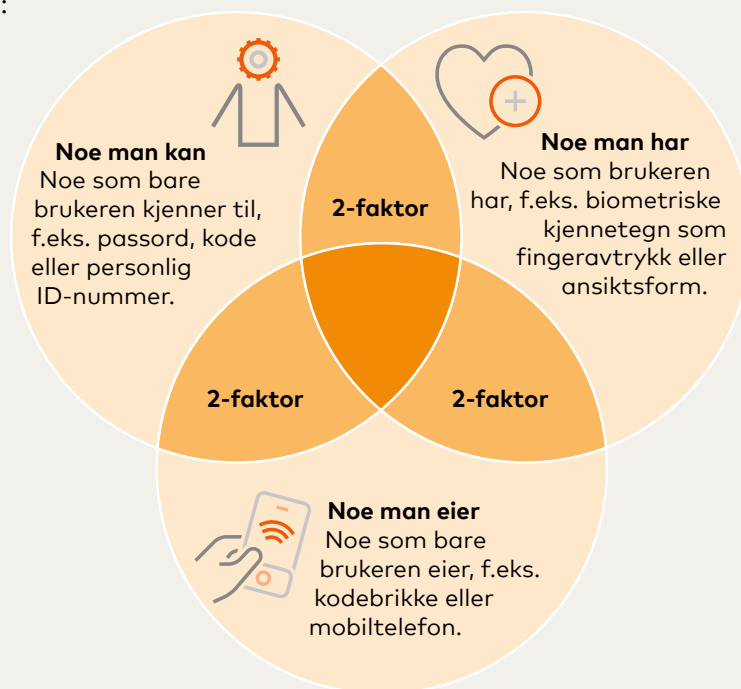 :
Noe man kan
Noe som bare
brukeren kjenner til,
f.eks. passord, kode
eller personlig
ID-nummer.
2-faktor
Noe man har
Noe som brukeren
har, f.eks. biometriske
kjennetegn som
fingeravtrykk eller
ansiktsform.
2-faktor
2-faktor
Noe man eier
Noe som bare
brukeren eier, f.eks.
kodebrikke eller
mobiltelefon.